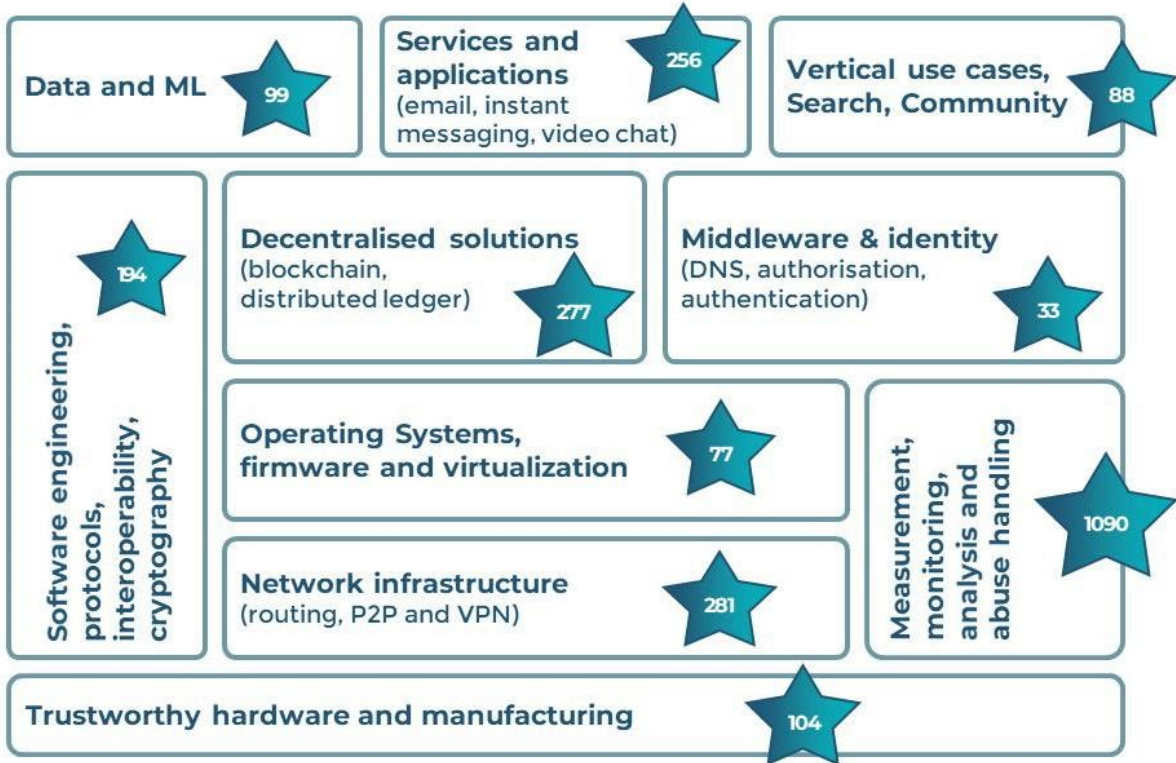 Data and ML
99
Services and
applications
(email, instant
messaging, video chat)
256
Vertical use cases,
Search, Community
88
Software engineering,
protocols,
interoperability,
cryptography
194
Decentralised solutions
(blockchain,
distributed ledger)
277
Middleware & identity
(DNS, authorisation,
authentication)
33
Operating Systems,
firmware and virtualization
77
Measurement,
monitoring,
analysis and
abuse handling
1090
Network infrastructure
(routing, P2P and VPN)
281
Trustworthy hardware and manufacturing
104